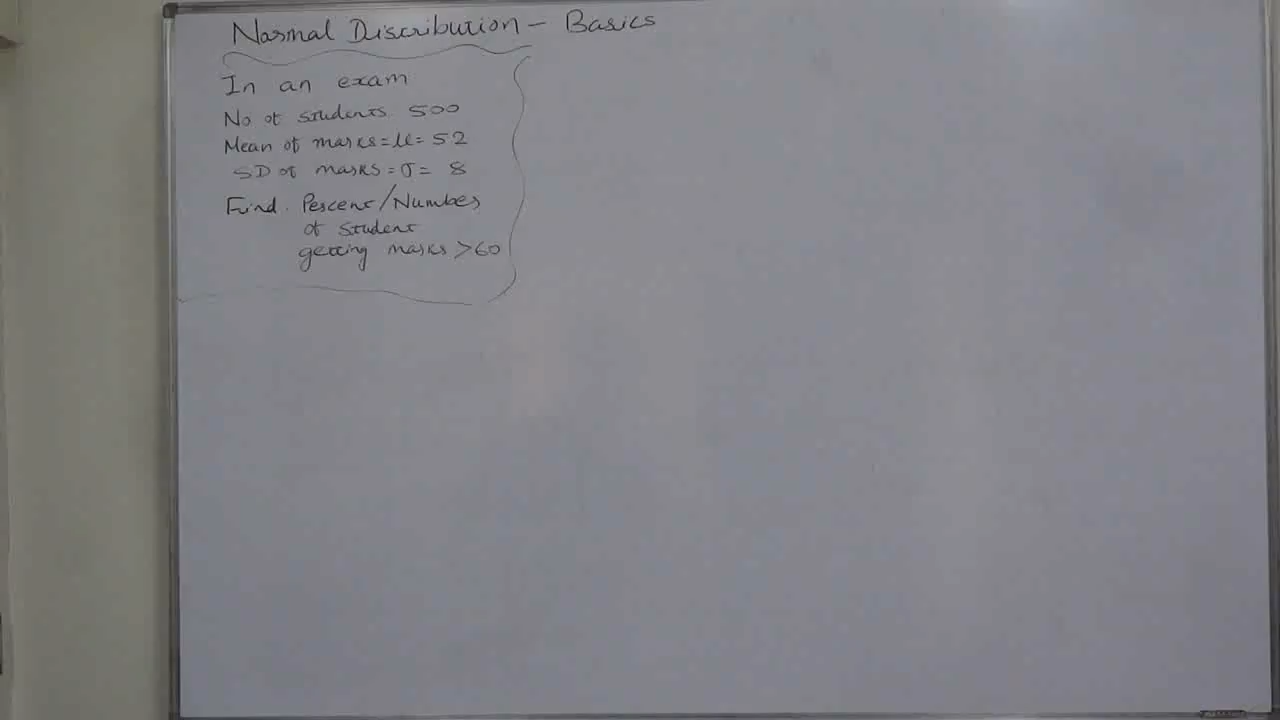 Normal Discribution - Basics
In an exam
No of students 500
Mean of marks = μ = 52
SD of marks = σ = 8
Find. Percent/Number
of student
getting marks > 60